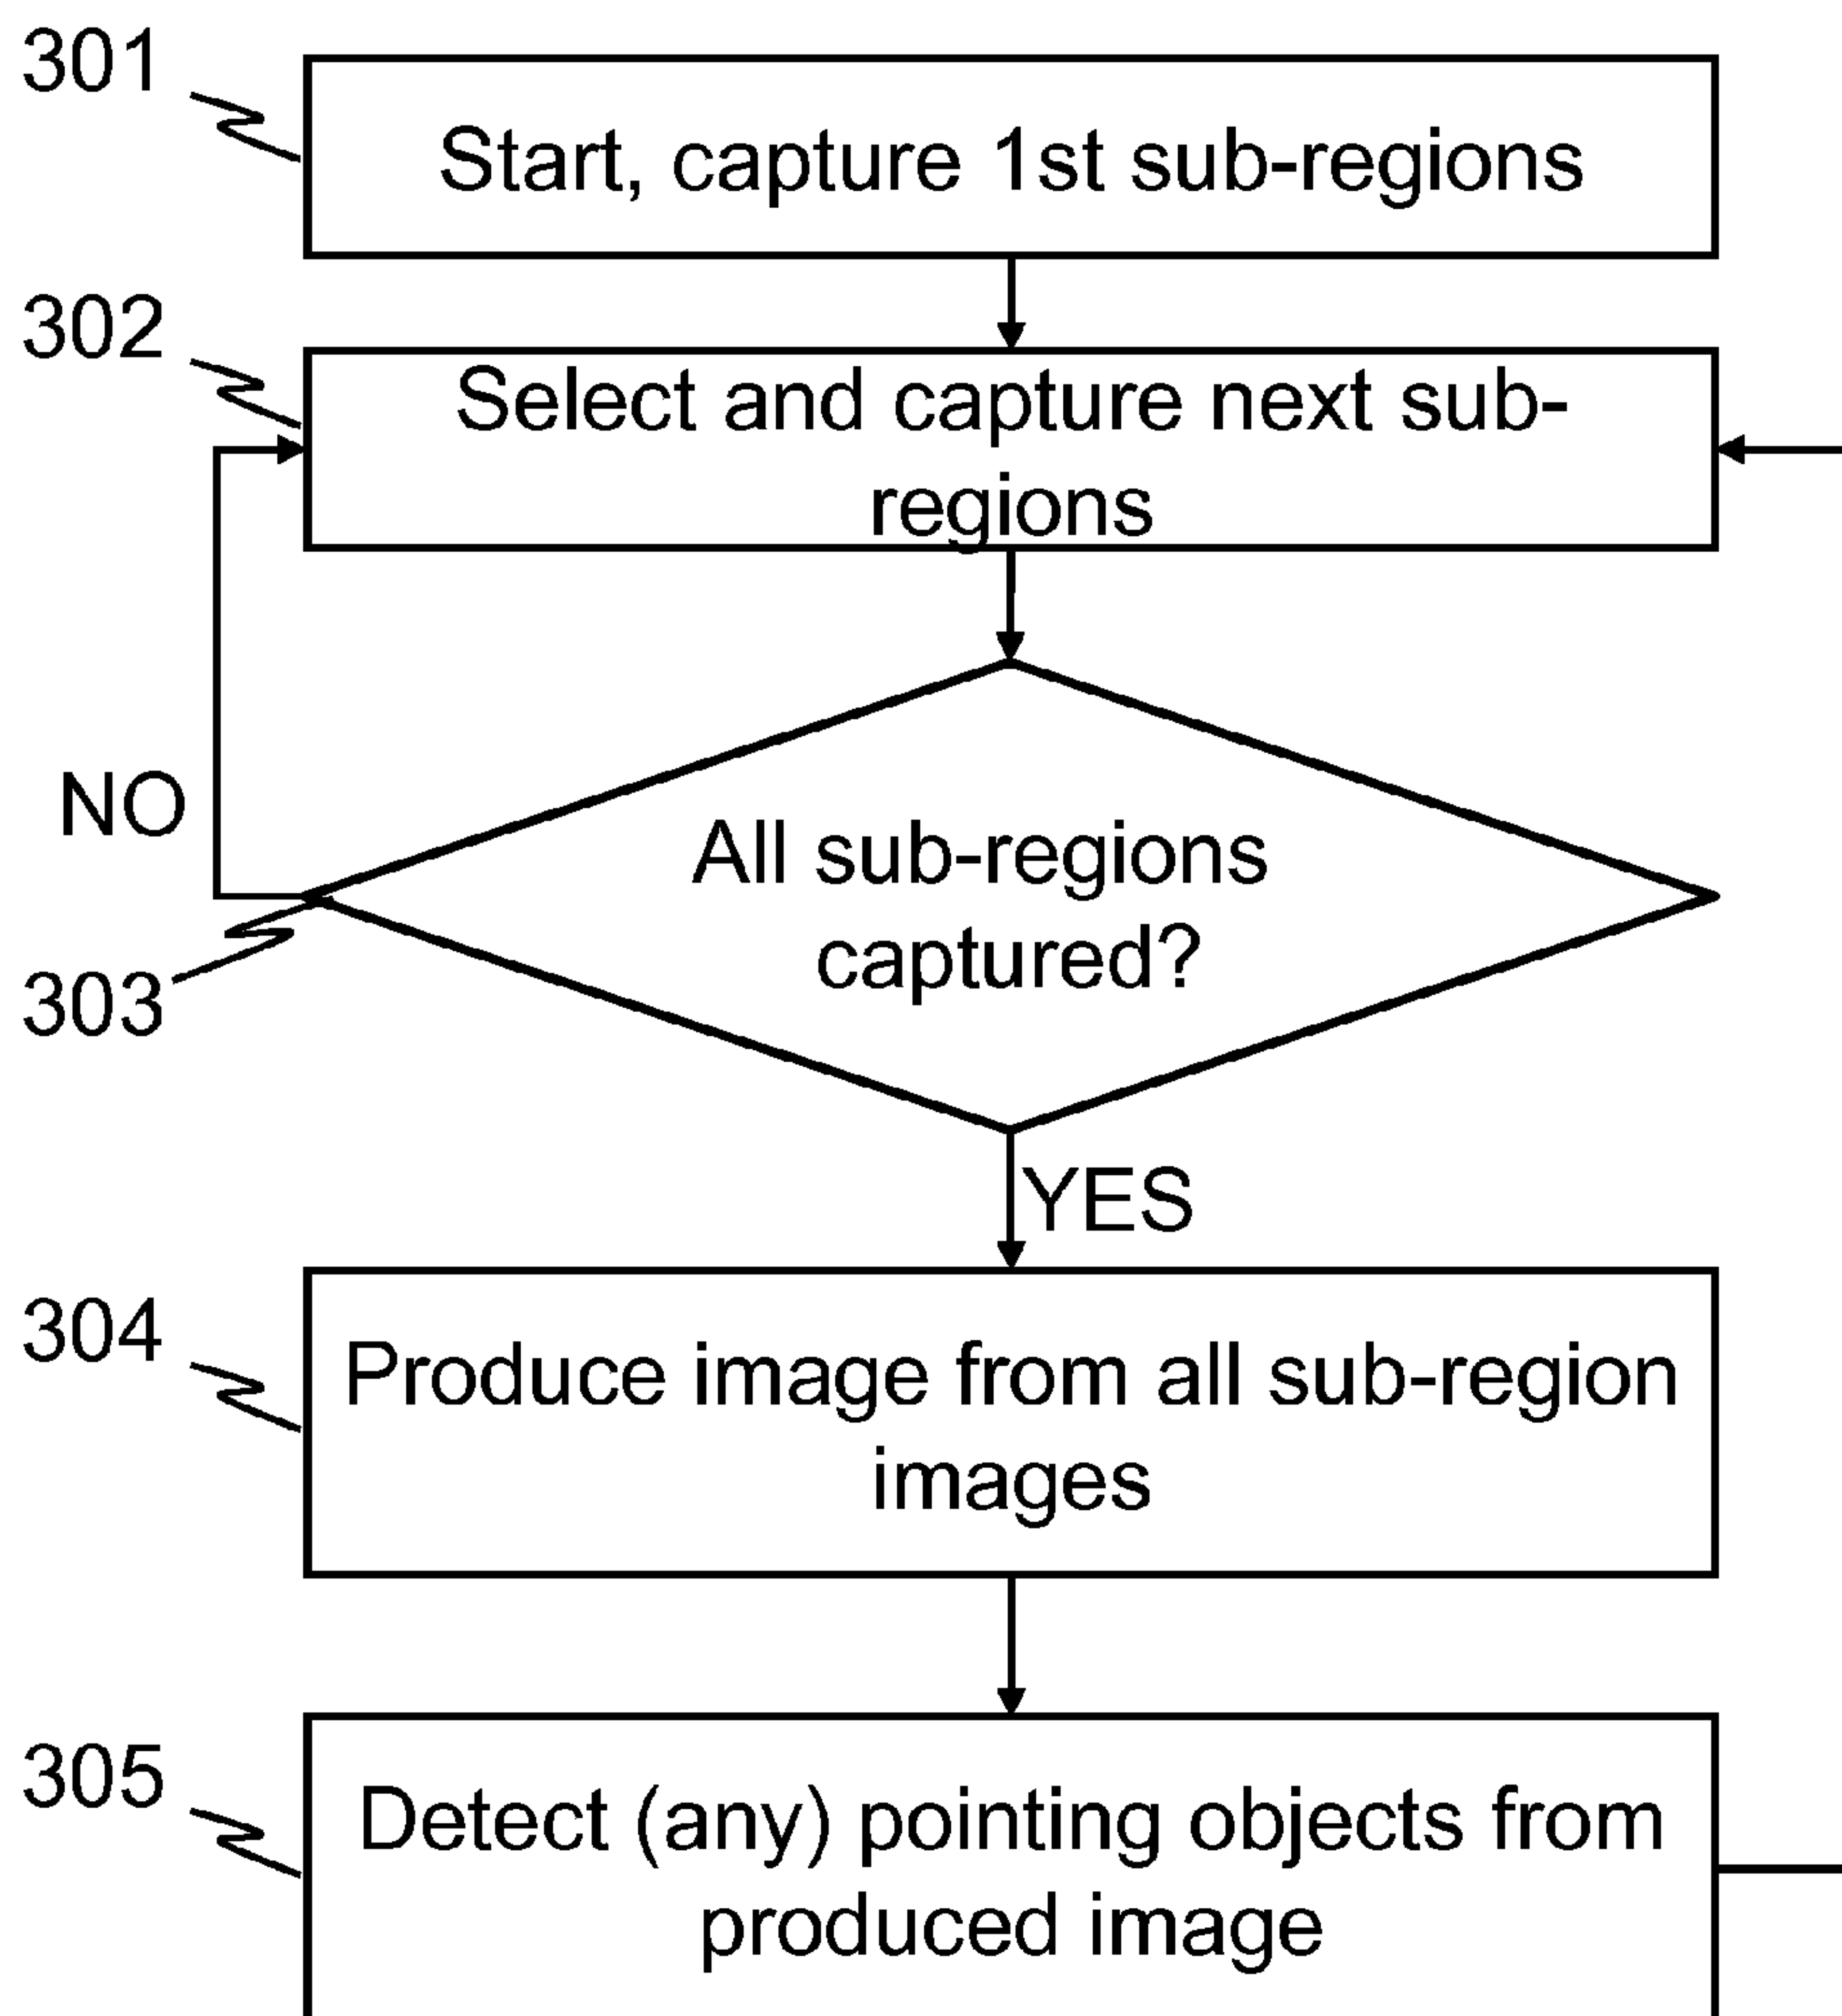 301
Start, capture 1st sub-regions
302
Select and capture next sub-
regions
NO
All sub-regions
captured?
303
YES
304
Produce image from all sub-region
images
305
Detect (any) pointing objects from
produced image